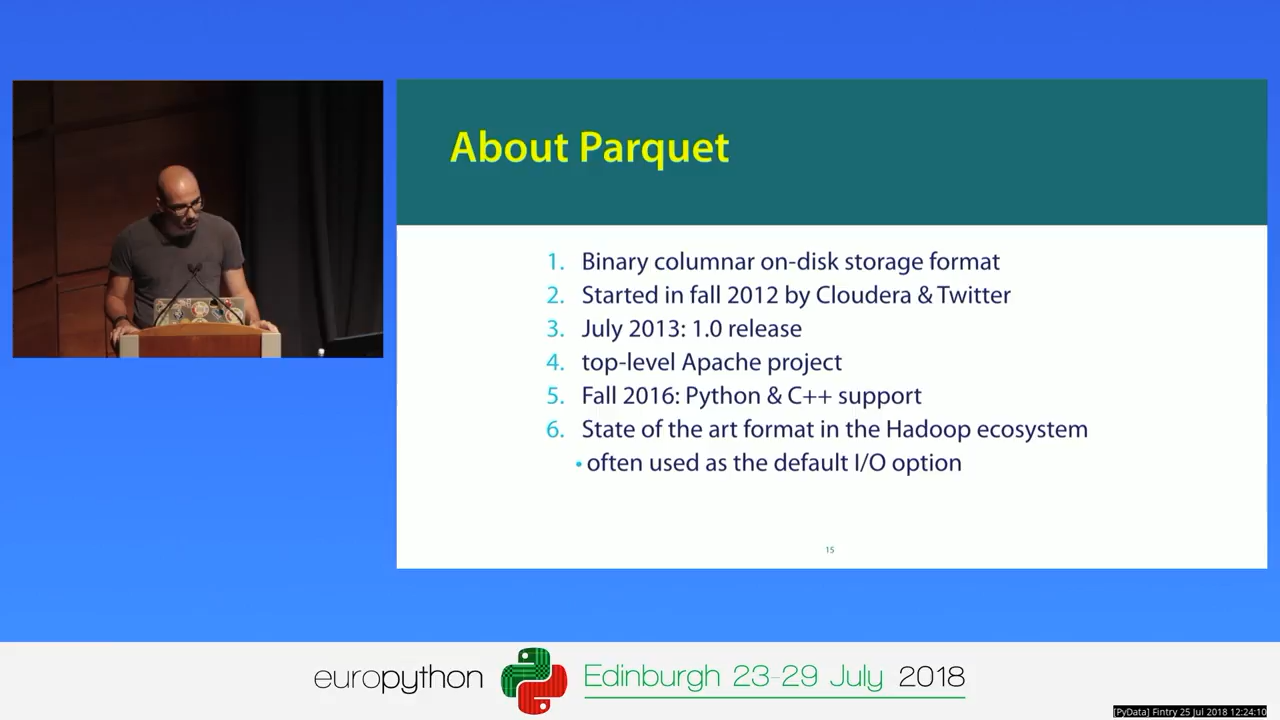 About Parquet
1. Binary columnar on-disk storage format
2. Started in fall 2012 by Cloudera & Twitter
3. July 2013: 1.0 release
4. top-level Apache project
5. Fall 2016: Python & C++ support
6. State of the art format in the Hadoop ecosystem
• often used as the default I/O option
15
europython Edinburgh 23-29 July 2018
[PyData] Fintry 25 Jul 2018 12:24:10